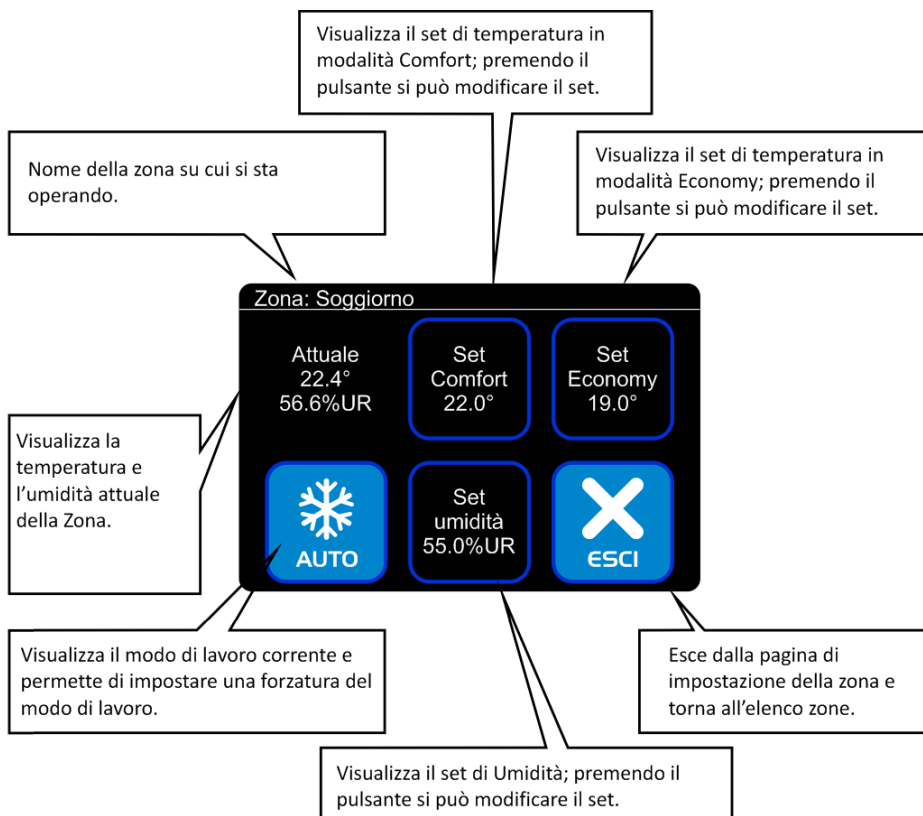 Visualizza il set di temperatura in
modalità Comfort; premendo il
pulsante si può modificare il set.
Nome della zona su cui si sta
operando.
Visualizza il set di temperatura in
modalità Economy; premendo il
pulsante si può modificare il set.
Zona: Soggiorno
Attuale
22.4°
56.6%UR
Set
Comfort
22.0°
Set
Economy
19.0°
Visualizza la
temperatura e
l'umidità attuale
della Zona.
AUTO
Set
umidità
55.0%UR
ESCI
Visualizza il modo di lavoro corrente e
permette di impostare una forzatura del
modo di lavoro.
Esce dalla pagina di
impostazione della zona e
torna all'elenco zone.
Visualizza il set di Umidità; premendo il
pulsante si può modificare il set.